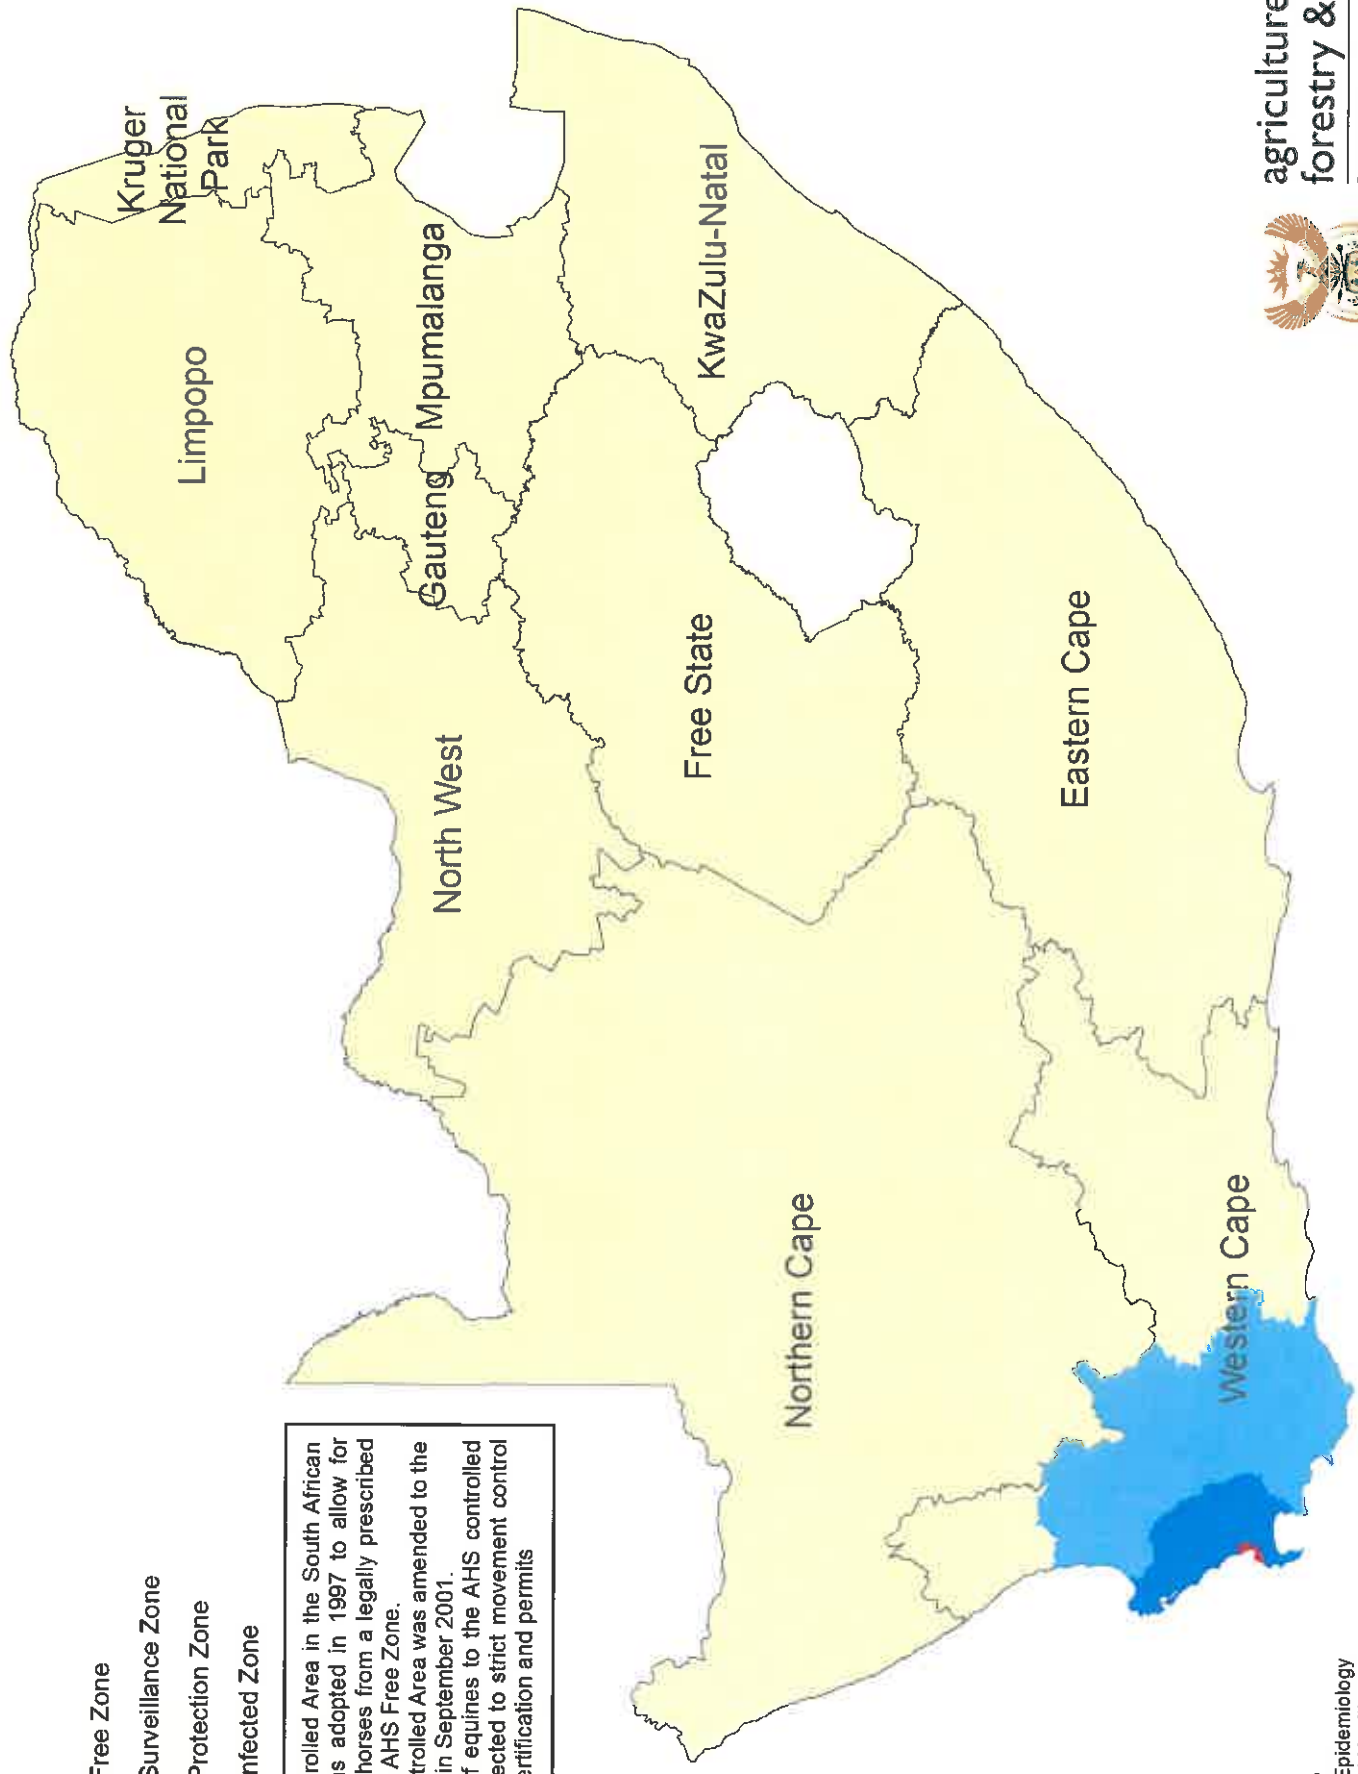 Free Zone
Surveillance Zone
Protection Zone
nfected Zone
rolled Area in the South African
s adopted in 1997 to allow for
horses from a legally prescribed
AHS Free Zone.
trolled Area was amended to the
in September 2001.
f equines to the AHS controlled
ected to strict movement control
ertification and permits
Kruger
National
Park
Limpopo
Mpumalanga
Gauteng
North West
KwaZulu-Natal
Free State
Northern Cape
Eastern Cape
Western Cape
Epidemiology
agriculture
forestry &